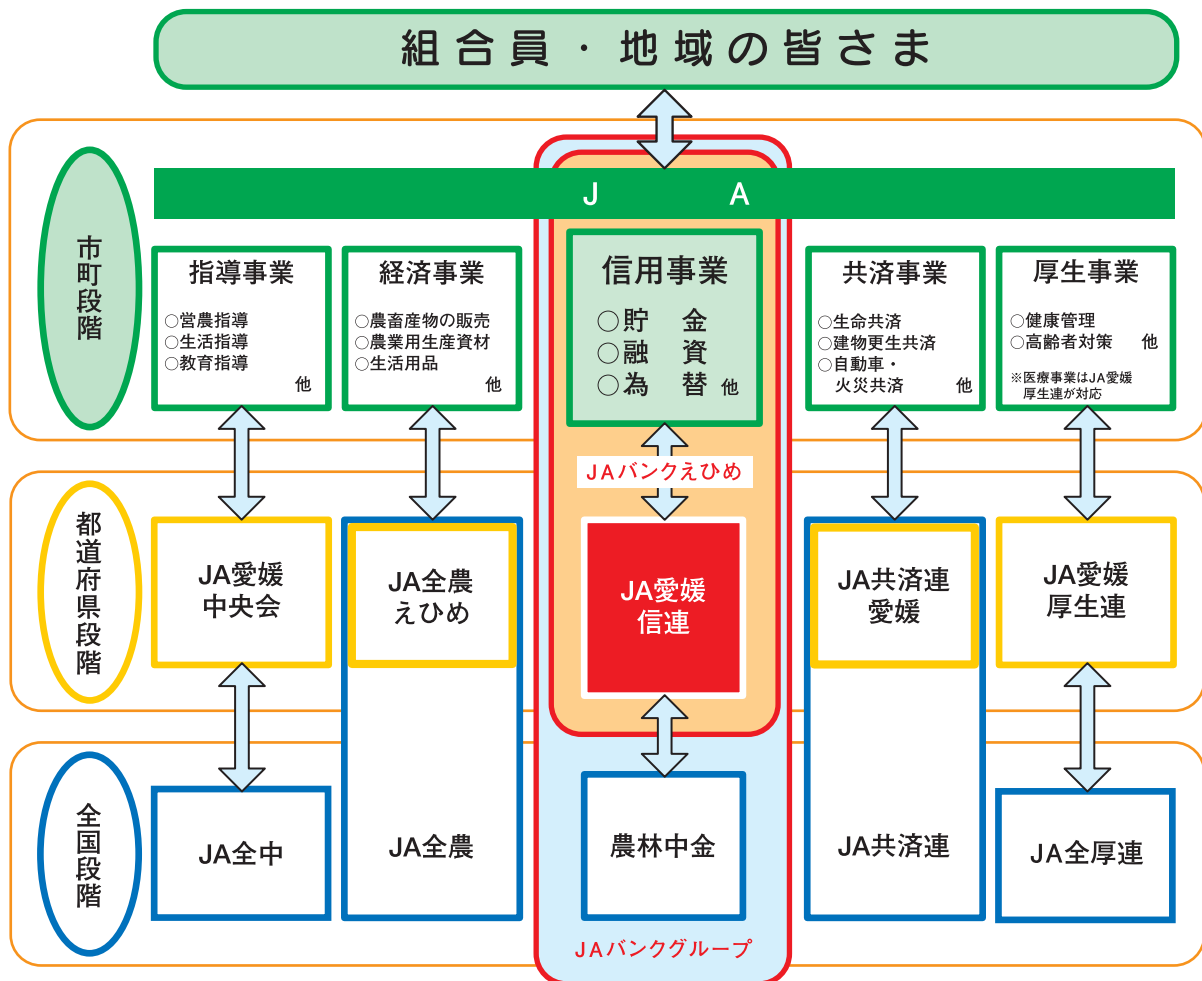 組合員・地域の皆さま
市町段階
JA
指導事業
○営農指導
○生活指導
○教育指導
他
経済事業
○農畜産物の販売
○農業用生産資材
○生活用品
他
信用事業
○貯金
○融資
○為替 他
共済事業
○生命共済
○建物更生共済
○自動車・
火災共済 他
厚生事業
○健康管理
○高齢者対策 他
※医療事業はJA愛媛
厚生連が対応
JAバンクえひめ
都道府県段階
JA愛媛
中央会
JA全農
えひめ
JA愛媛
信連
JA共済連
愛媛
JA愛媛
厚生連
全国段階
JA全中
JA全農
農林中金
JA共済連
JA全厚連
JAバンクグループ